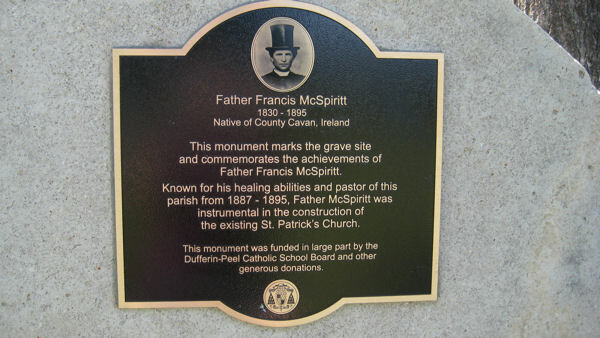 Father Francis McSpiritt
1830 - 1895
Native of County Cavan, Ireland
This monument marks the grave site
and commemorates the achievements of
Father Francis McSpiritt.
Known for his healing abilities and pastor of this
parish from 1887 - 1895, Father McSpiritt was
instrumental in the construction of
the existing St. Patrick's Church.
This monument was funded in large part by the
Dufferin-Peel Catholic School Board and other
generous donations.